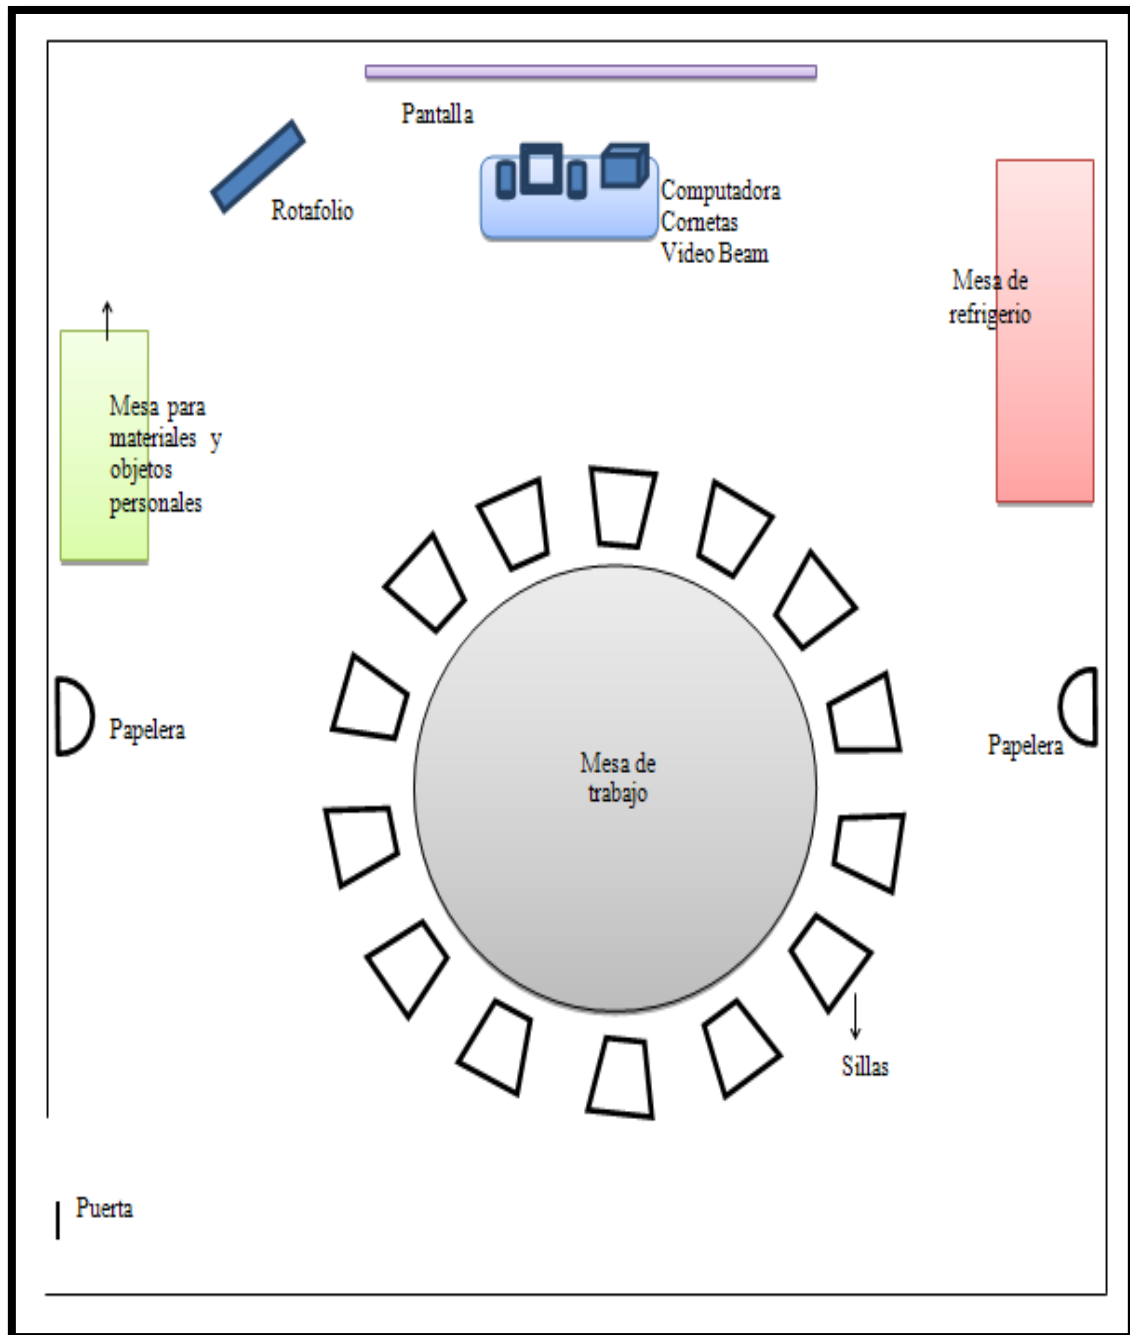 Pantalla
Rotafolio
Computadora
Cornetas
Video Beam
Mesa de
refrigerio
Mesa para
materiales y
objetos
personales
Papelera
Mesa de
trabajo
Papelera
Sillas
Puerta